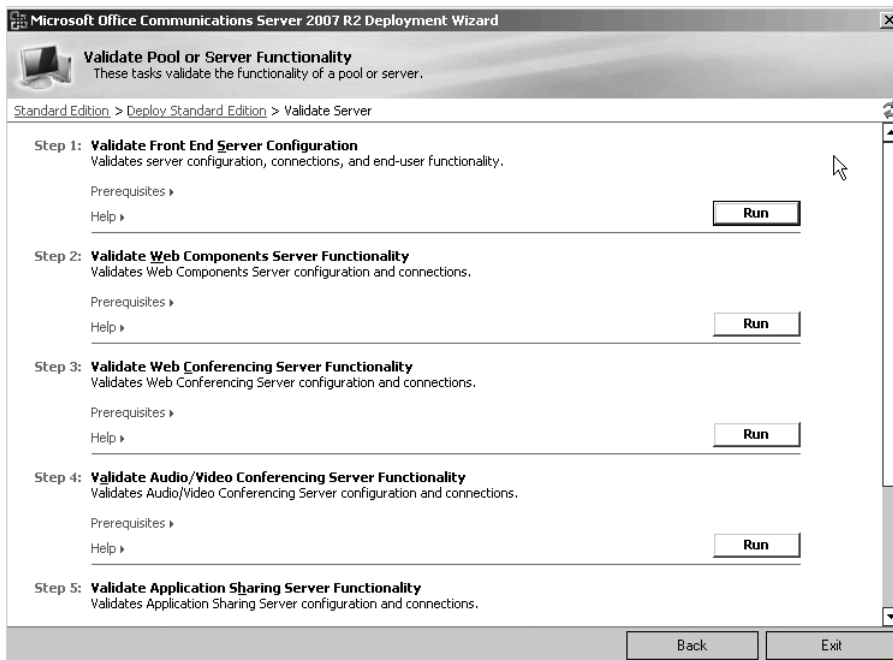 Microsoft Office Communications Server 2007 R2 Deployment Wizard
Validate Pool or Server Functionality
These tasks validate the functionality of a pool or server.
Standard Edition > Deploy Standard Edition > Validate Server
Step 1: Validate Front End Server Configuration
Validates server configuration, connections, and end-user functionality.
Prerequisites
Help
Run
Step 2: Validate Web Components Server Functionality
Validates Web Components Server configuration and connections.
Prerequisites
Help
Run
Step 3: Validate Web Conferencing Server Functionality
Validates Web Conferencing Server configuration and connections.
Prerequisites
Help
Run
Step 4: Validate Audio/Video Conferencing Server Functionality
Validates Audio/Video Conferencing Server configuration and connections.
Prerequisites
Help
Run
Step 5: Validate Application Sharing Server Functionality
Validates Application Sharing Server configuration and connections.
Back Exit